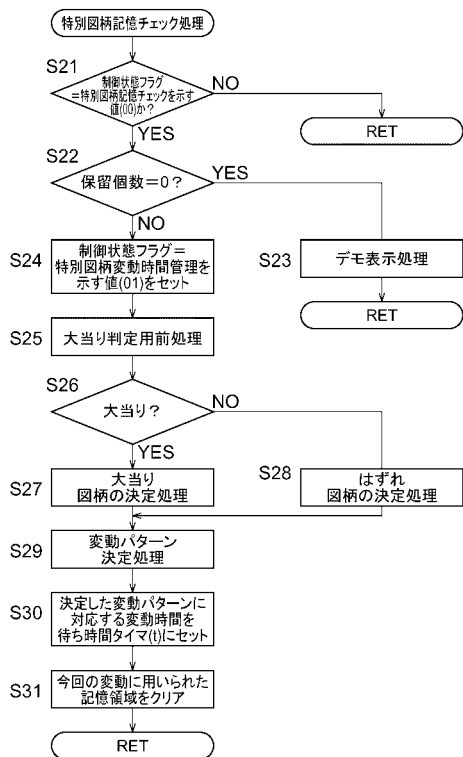 特別図柄記憶チェック処理
S21
制御状態フラグ
=特別図柄記憶チェックを示す
値(00)か?
NO
RET
YES
S22
保留個数=0?
YES
NO
S24
制御状態フラグ=
特別図柄変動時間管理を
示す値(01)をセット
S23
デモ表示処理
RET
S25
大当り判定用前処理
S26
大当り?
NO
YES
S27
大当り
図柄の決定処理
S28
はずれ
図柄の決定処理
S29
変動パターン
決定処理
S30
決定した変動パターンに
対応する変動時間を
待ち時間タイマ(t)にセット
S31
今回の変動に用いられた
記憶領域をクリア
RET